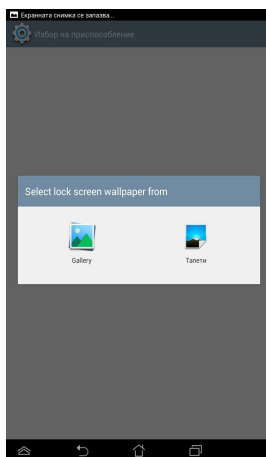 Екранната снимка се запазва...
Избор на приспособление
Select lock screen wallpaper from
Gallery
Тапети